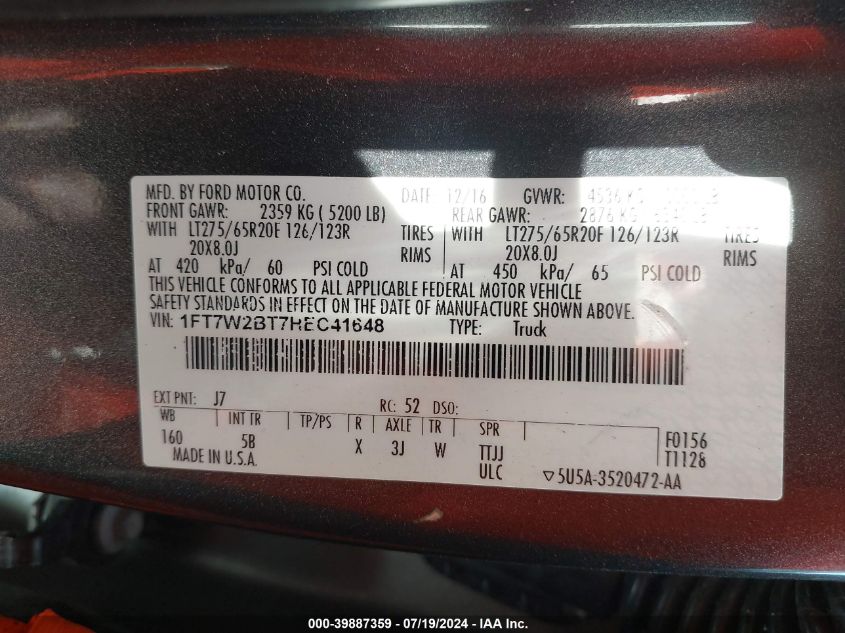 MFD. BY FORD MOTOR CO. DATE: 12/16 GVWR: 4536 KG
FRONT GAWR: 2359 KG ( 5200 LB) REAR GAWR: 2876 KG
WITH LT275/65R20F 126/123R TIRES WITH LT275/65R20F 126/123R TIRES
20X8.0J RIMS 20X8.0J RIMS
AT 420 kPa/ 60 PSI COLD AT 450 kPa/ 65 PSI COLD
THIS VEHICLE CONFORMS TO ALL APPLICABLE FEDERAL MOTOR VEHICLE
SAFETY STANDARDS IN EFFECT ON THE DATE OF MANUFACTURE SHOWN ABOVE.
VIN: 1FT7W2BT7HEC41648 TYPE: Truck
EXT PNT: J7 RC: 52 DSO:
WB INT TR TP/PS R AXLE TR SPR
160 5B X 3J W TTJJ F0156
MADE IN U.S.A. ULC T1128
▽5U5A-3520472-AA
000-39887359 - 07/19/2024 - IAA Inc.